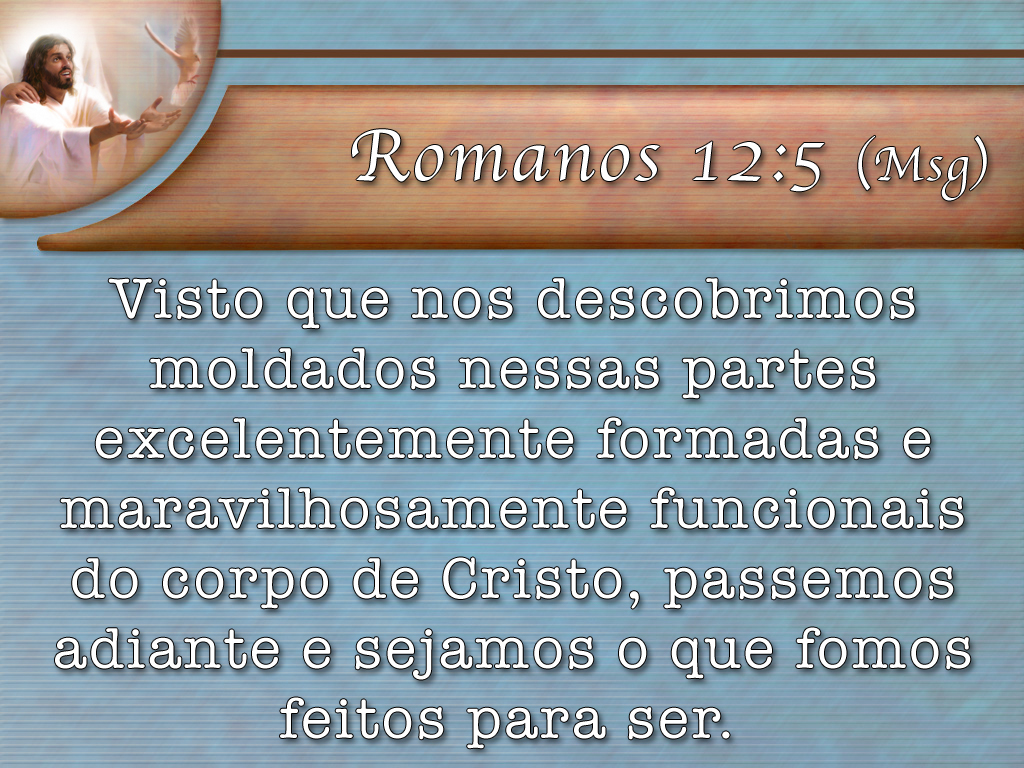 Romanos 12:5 (Msg)
Visto que nos descobrimos
moldados nessas partes
excelentemente formadas e
maravilhosamente funcionais
do corpo de Cristo, passemos
adiante e sejamos o que fomos
feitos para ser.